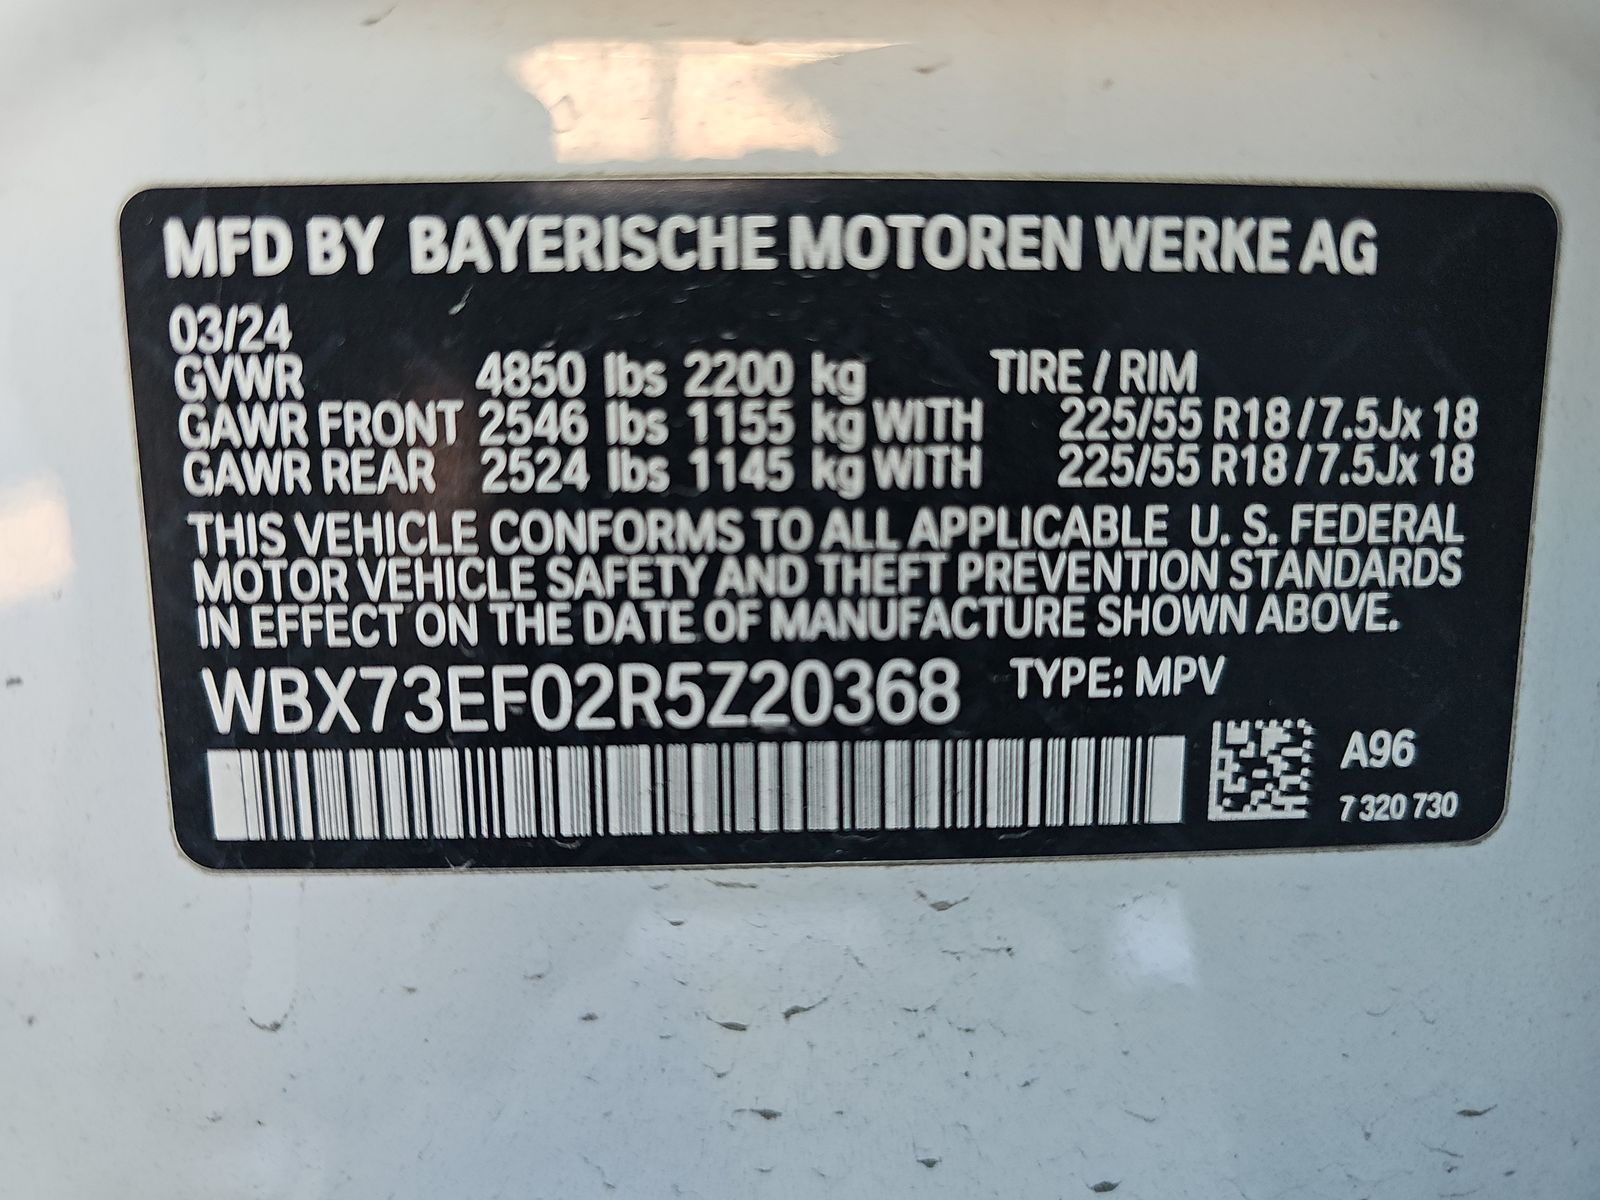 MFD BY BAYERISCHE MOTOREN WERKE AG
03/24
GVWR 4850 lbs 2200 kg TIRE / RIM
GAWR FRONT 2546 lbs 1155 kg WITH 225/55 R18 / 7.5Jx 18
GAWR REAR 2524 lbs 1145 kg WITH 225/55 R18 / 7.5Jx 18
THIS VEHICLE CONFORMS TO ALL APPLICABLE U. S. FEDERAL
MOTOR VEHICLE SAFETY AND THEFT PREVENTION STANDARDS
IN EFFECT ON THE DATE OF MANUFACTURE SHOWN ABOVE.
WBX73EF02R5Z20368 TYPE: MPV
A96
7 320 730